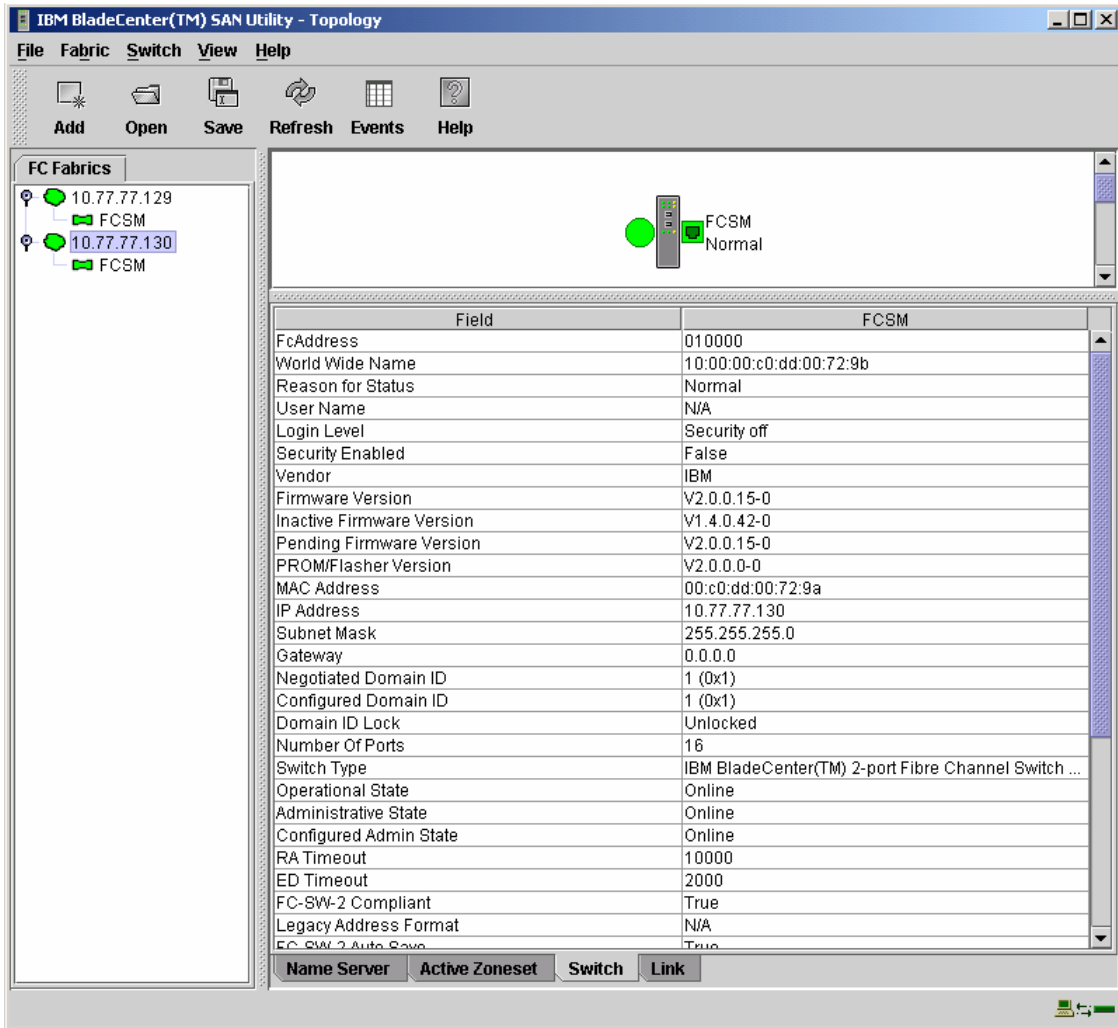 IBM BladeCenter(TM) SAN Utility - Topology
File Fabric Switch View Help
Add Open Save Refresh Events Help
FC Fabrics
10.77.77.129
FCSM
10.77.77.130
FCSM
FCSM
Normal
Field FCSM
FcAddress 010000
World Wide Name 10:00:00:c0:dd:00:72:9b
Reason for Status Normal
User Name N/A
Login Level Security off
Security Enabled False
Vendor IBM
Firmware Version V2.0.0.15-0
Inactive Firmware Version V1.4.0.42-0
Pending Firmware Version V2.0.0.15-0
PROM/Flasher Version V2.0.0.0-0
MAC Address 00:c0:dd:00:72:9a
IP Address 10.77.77.130
Subnet Mask 255.255.255.0
Gateway 0.0.0.0
Negotiated Domain ID 1 (0x1)
Configured Domain ID 1 (0x1)
Domain ID Lock Unlocked
Number Of Ports 16
Switch Type IBM BladeCenter(TM) 2-port Fibre Channel Switch ...
Operational State Online
Administrative State Online
Configured Admin State Online
RA Timeout 10000
ED Timeout 2000
FC-SW-2 Compliant True
Legacy Address Format N/A
FC-SW-2 Auto Save True
Name Server Active Zoneset Switch Link